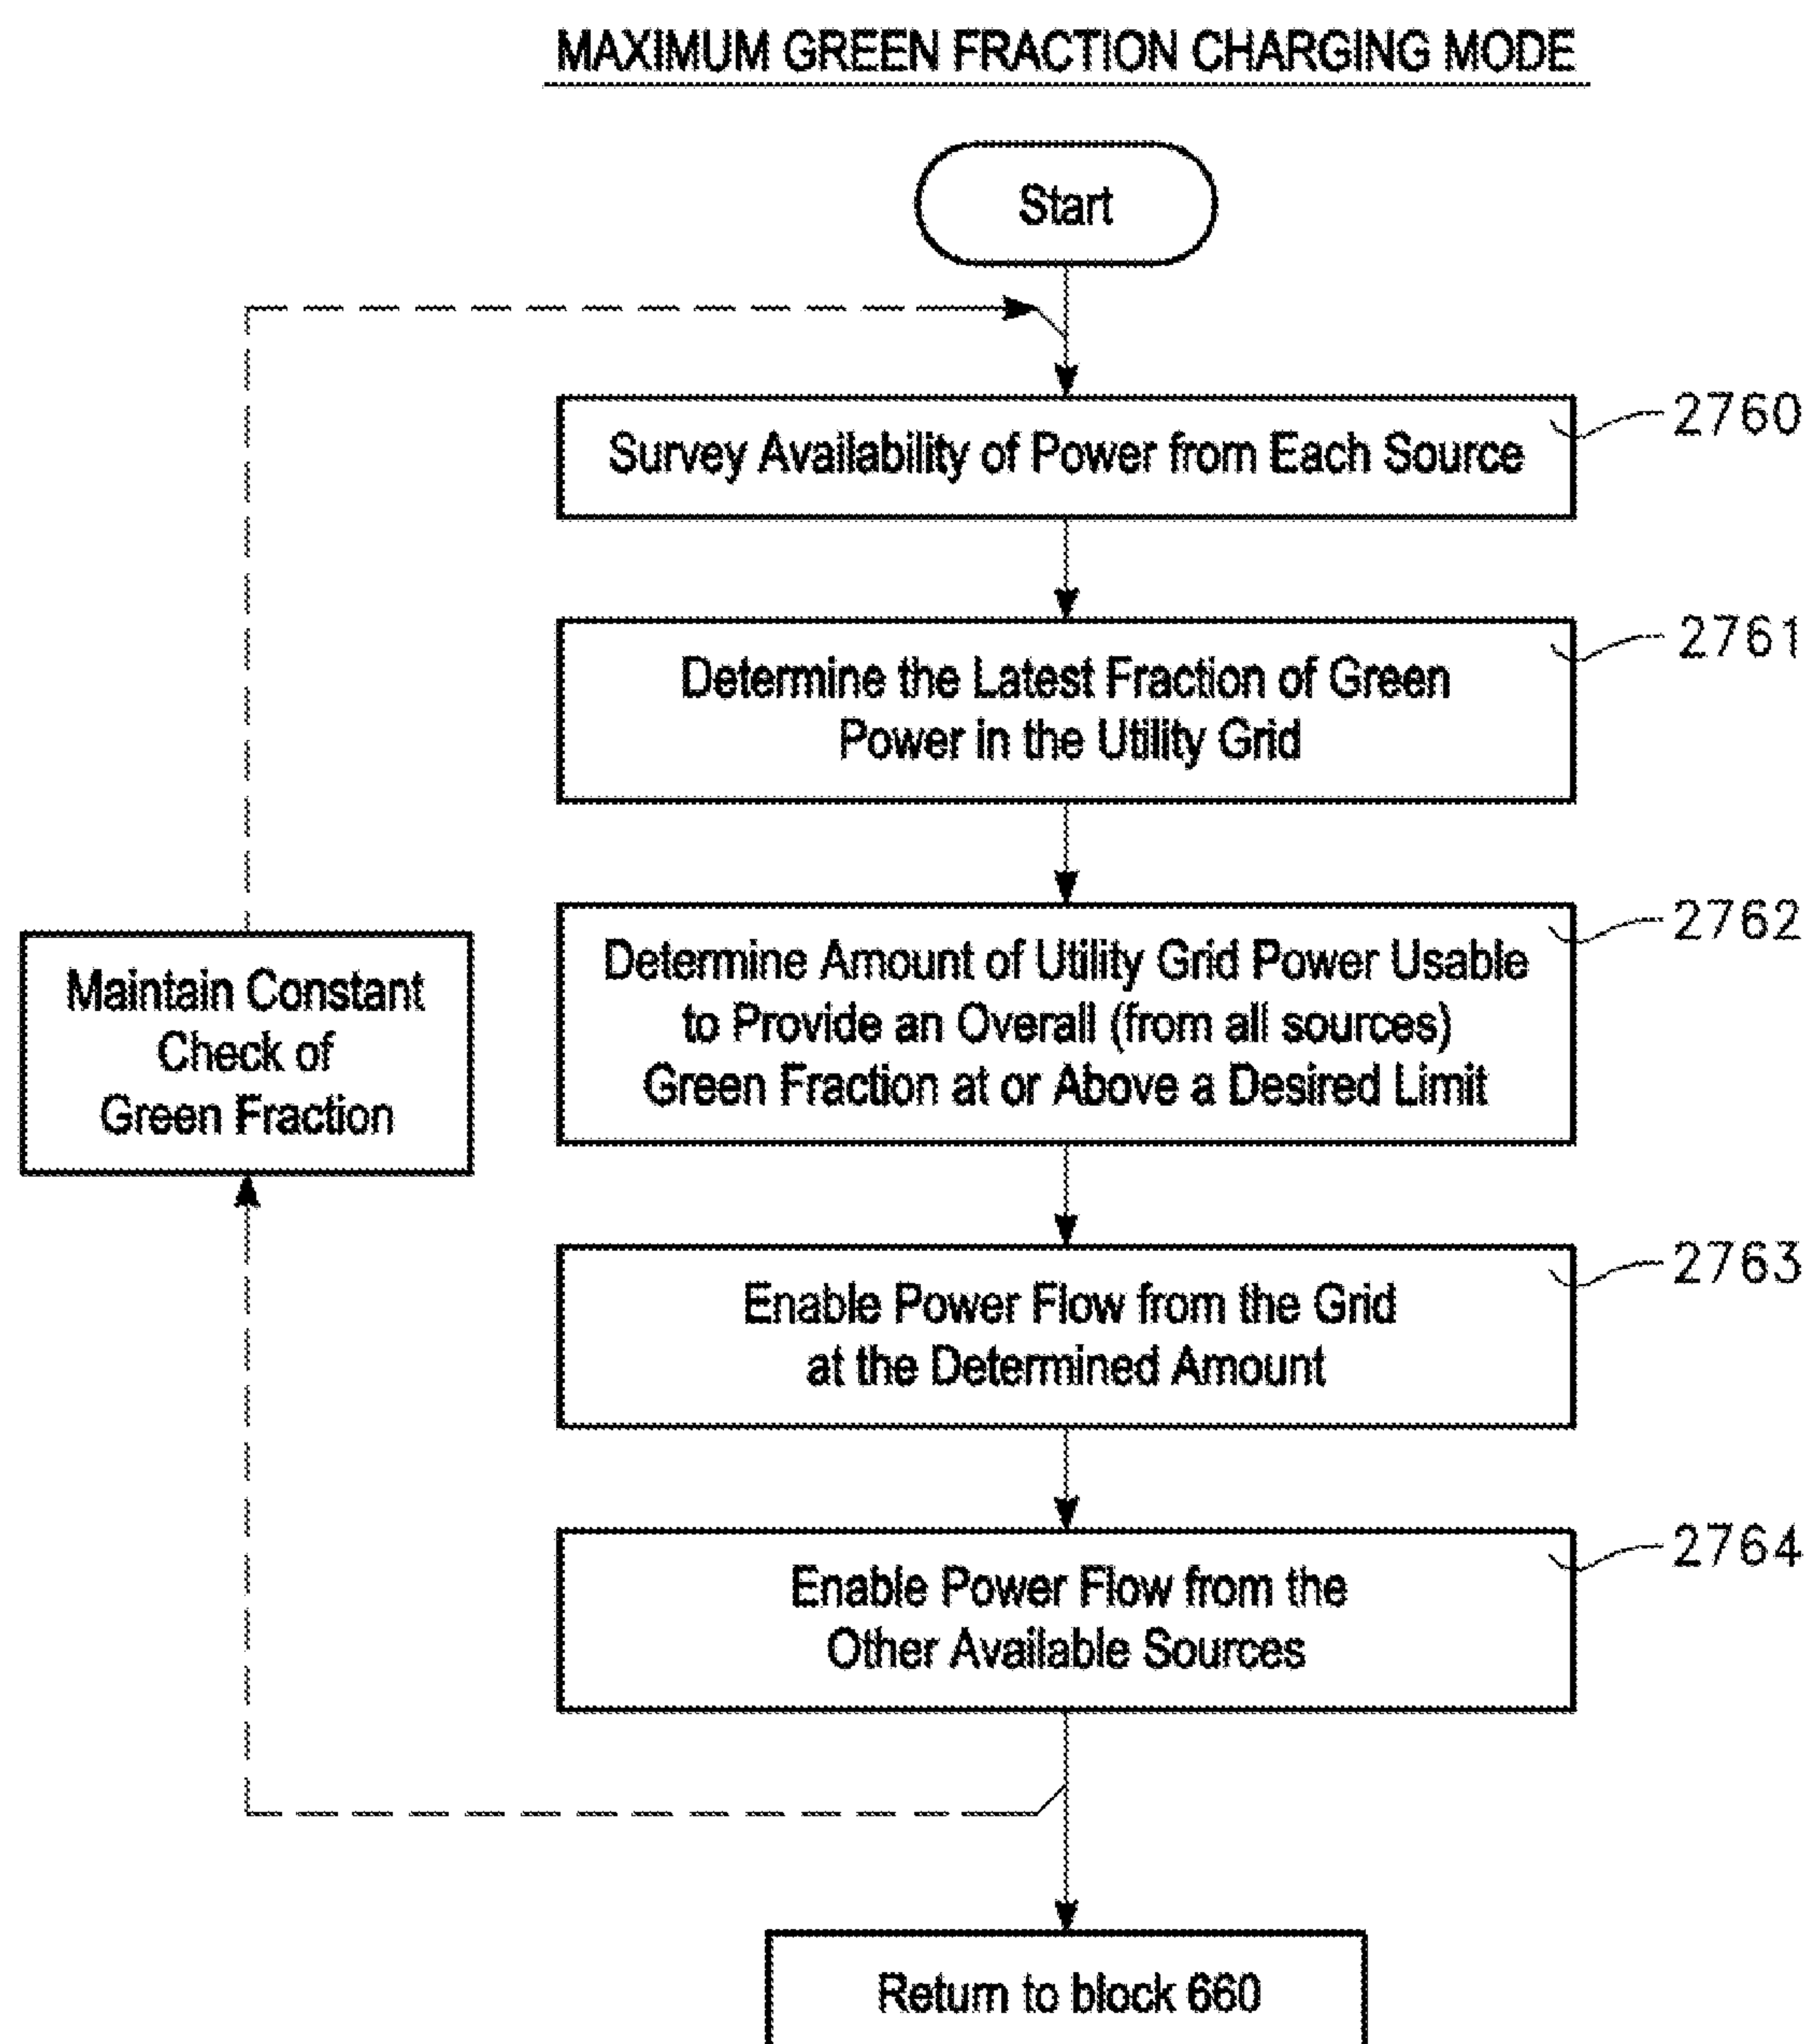 MAXIMUM GREEN FRACTION CHARGING MODE
Start
Survey Availability of Power from Each Source
2760
Determine the Latest Fraction of Green
Power in the Utility Grid
2761
Determine Amount of Utility Grid Power Usable
to Provide an Overall (from all sources)
Green Fraction at or Above a Desired Limit
2762
Maintain Constant
Check of
Green Fraction
Enable Power Flow from the Grid
at the Determined Amount
2763
Enable Power Flow from the
Other Available Sources
2764
Return to block 660